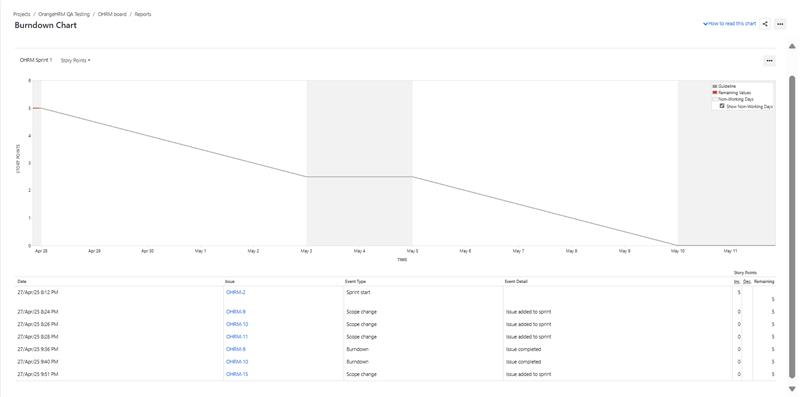 Projects / OrangeHRM QA Testing / OHRM board / Reports
Burndown Chart
How to read this chart
OHRM Sprint 1 Story Points
Guideline
Remaining Values
Non-Working Days
Show Non-Working Days
STORY POINTS
6
5
4
3
2
1
0
Apr 28 Apr 29 Apr 30 May 1 May 2 May 3 May 4 May 5 May 6 May 7 May 8 May 9 May 10 May 11
TIME
Story Points
Date Issue Event Type Event Detail Inc. Dec. Remaining
27/Apr/25 8:12 PM OHRM-2 Sprint start 5
5
27/Apr/25 8:24 PM OHRM-9 Scope change Issue added to sprint 0 5
27/Apr/25 8:26 PM OHRM-10 Scope change Issue added to sprint 0 5
27/Apr/25 8:28 PM OHRM-11 Scope change Issue added to sprint 0 5
27/Apr/25 9:36 PM OHRM-9 Burndown Issue completed 0 5
27/Apr/25 9:40 PM OHRM-10 Burndown Issue completed 0 5
27/Apr/25 9:51 PM OHRM-15 Scope change Issue added to sprint 0 5